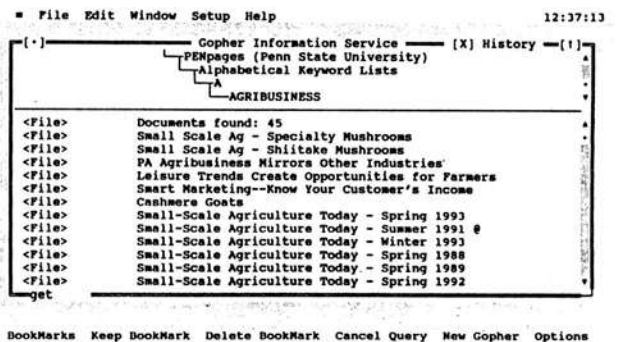 ■ File Edit Window Setup Help 12:37:13
[·] Gopher Information Service [X] History [↑]
PENpages (Penn State University)
Alphabetical Keyword Lists
A
AGRIBUSINESS
<File> Documents found: 45
<File> Small Scale Ag - Specialty Mushrooms
<File> Small Scale Ag - Shiitake Mushrooms
<File> PA Agribusiness Mirrors Other Industries
<File> Leisure Trends Create Opportunities for Farmers
<File> Smart Marketing--Know Your Customer's Income
<File> Cashmere Goats
<File> Small-Scale Agriculture Today - Spring 1993
<File> Small-Scale Agriculture Today - Summer 1991 @
<File> Small-Scale Agriculture Today - Winter 1993
<File> Small-Scale Agriculture Today - Spring 1988
<File> Small-Scale Agriculture Today - Spring 1989
<File> Small-Scale Agriculture Today - Spring 1992
get
BookMarks Keep BookMark Delete BookMark Cancel Query New Gopher Options